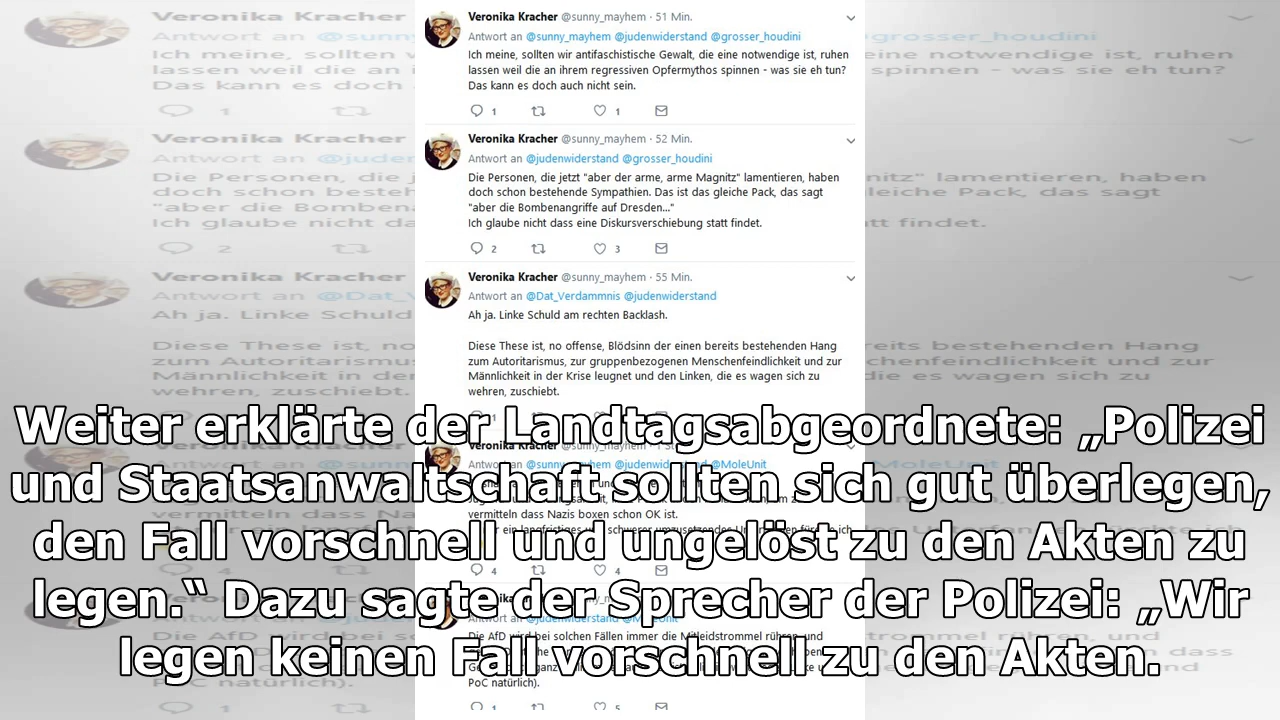 Veronika Kracher @sunny_mayhem · 51 Min.
Antwort an @sunny_mayhem @judenwiderstand @grosser_houdini
Ich meine, sollten wir antifaschistische Gewalt, die eine notwendige ist, ruhen
lassen weil die an ihrem regressiven Opfermythos spinnen - was sie eh tun?
Das kann es doch auch nicht sein.
1 1
Veronika Kracher @sunny_mayhem · 52 Min.
Antwort an @judenwiderstand @grosser_houdini
Die Personen, die jetzt "aber der arme, arme Magnitz" lamentieren, haben
doch schon bestehende Sympathien. Das ist das gleiche Pack, das sagt
"aber die Bombenangriffe auf Dresden..."
Ich glaube nicht dass eine Diskursverschiebung statt findet.
2 3
Veronika Kracher @sunny_mayhem · 55 Min.
Antwort an @Dat_Verdammnis @judenwiderstand
Ah ja. Linke Schuld am rechten Backlash.
Diese These ist, no offense, Blödsinn der einen bereits bestehenden Hang
zum Autoritarismus, zur gruppenbezogenen Menschenfeindlichkeit und zur
Männlichkeit in der Krise leugnet und den Linken, die es wagen sich zu
wehren, zuschiebt.
Weiter erklärte der Landtagsabgeordnete: „Polizei
und Staatsanwaltschaft sollten sich gut überlegen,
den Fall vorschnell und ungelöst zu den Akten zu
legen.“ Dazu sagte der Sprecher der Polizei: „Wir
legen keinen Fall vorschnell zu den Akten.
Veronika Kracher @sunny_mayhem
Antwort an @sunny_mayhem @MoleUnit
vermitteln dass Nazis boxen schon OK ist.
4 4
Antwort an
Die AfD wird bei solchen Fällen immer die Mitleidstrommel rühren, und
PoC natürlich).
1 5